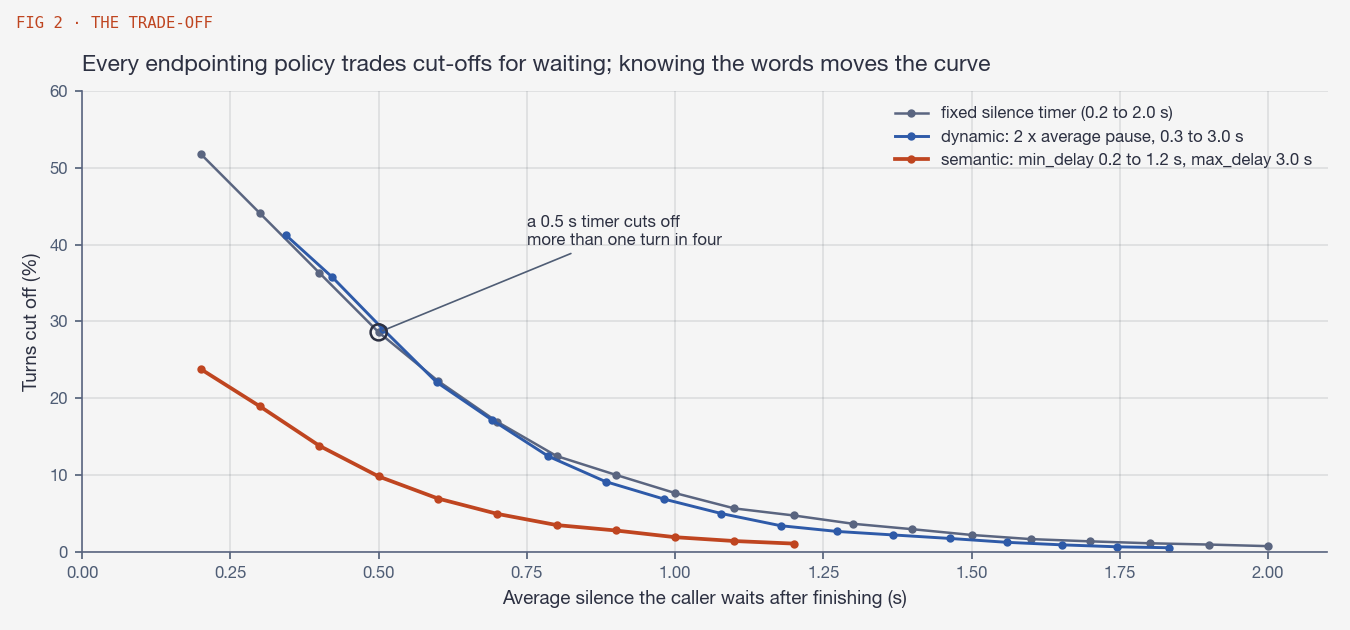 FIG 2 · THE TRADE-OFF
Every endpointing policy trades cut-offs for waiting; knowing the words moves the curve
fixed silence timer (0.2 to 2.0 s)
dynamic: 2 x average pause, 0.3 to 3.0 s
semantic: min_delay 0.2 to 1.2 s, max_delay 3.0 s
a 0.5 s timer cuts off
more than one turn in four
Turns cut off (%)
60
50
40
30
20
10
0
0.00 0.25 0.50 0.75 1.00 1.25 1.50 1.75 2.00
Average silence the caller waits after finishing (s)